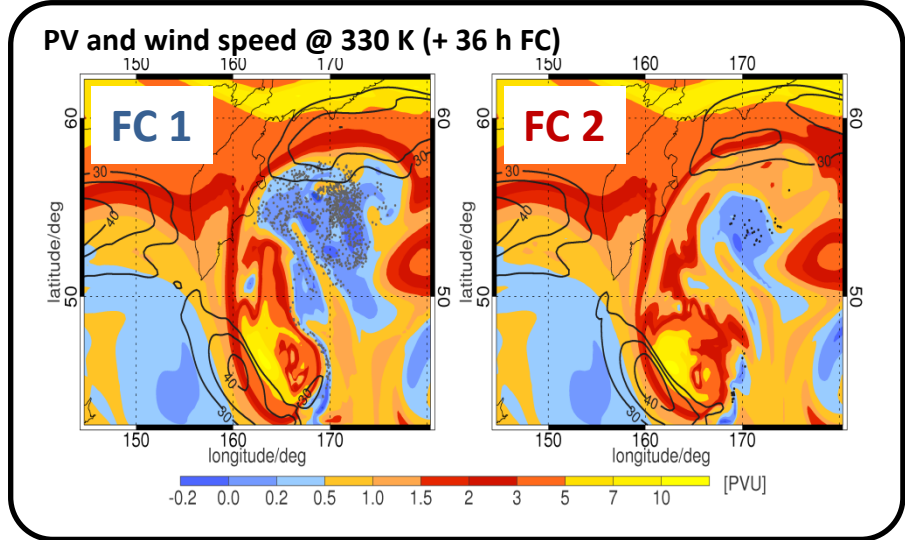 PV and wind speed @ 330 K (+ 36 h FC)
150 160 170
150 160 170
FC 1
FC 2
60 60 60 60
30 30 30 30
40 40
latitude/deg latitude/deg
50 50 50 50
40 40
30 30 30
150 160 170
150 160 170
longitude/deg longitude/deg
-0.2 0.0 0.2 0.5 1.0 1.5 2 3 5 7 10 [PVU]